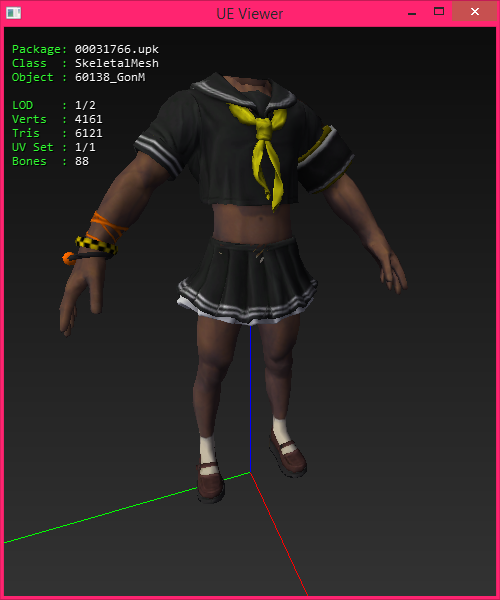 UE Viewer
Package: 00031766.upk
Class  : SkeletalMesh
Object : 60138_GonM
LOD    : 1/2
Verts  : 4161
Tris   : 6121
UV Set : 1/1
Bones  : 88